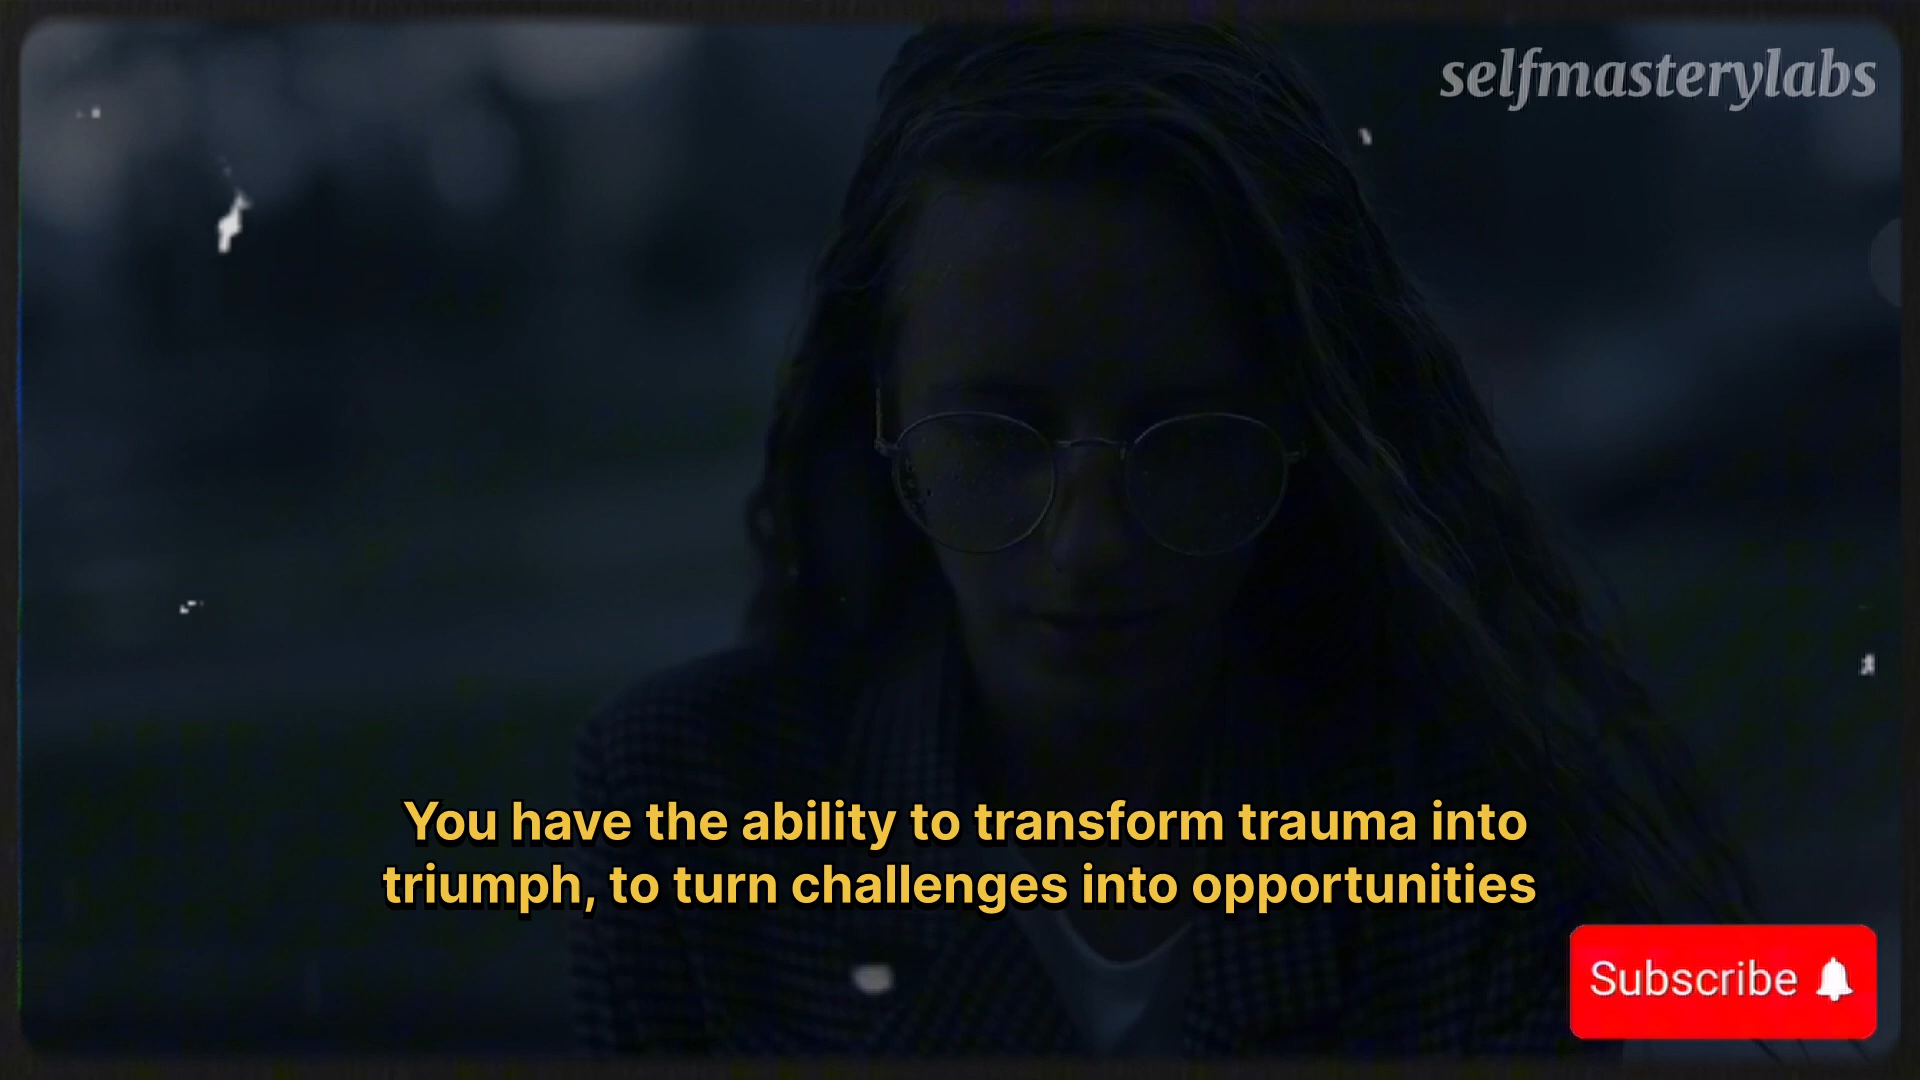 selfmasterylabs
You have the ability to transform trauma into
triumph, to turn challenges into opportunities
Subscribe